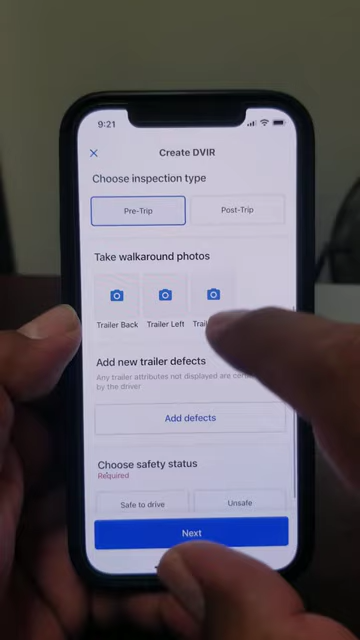 9:21
Create DVIR
Choose inspection type
Pre-Trip
Post-Trip
Take walkaround photos
Trailer Back
Trailer Left
Add new trailer defects
Any trailer attributes not displayed are
by the driver
Add defects
Choose safety status
Required
Safe to drive
Unsafe
Next